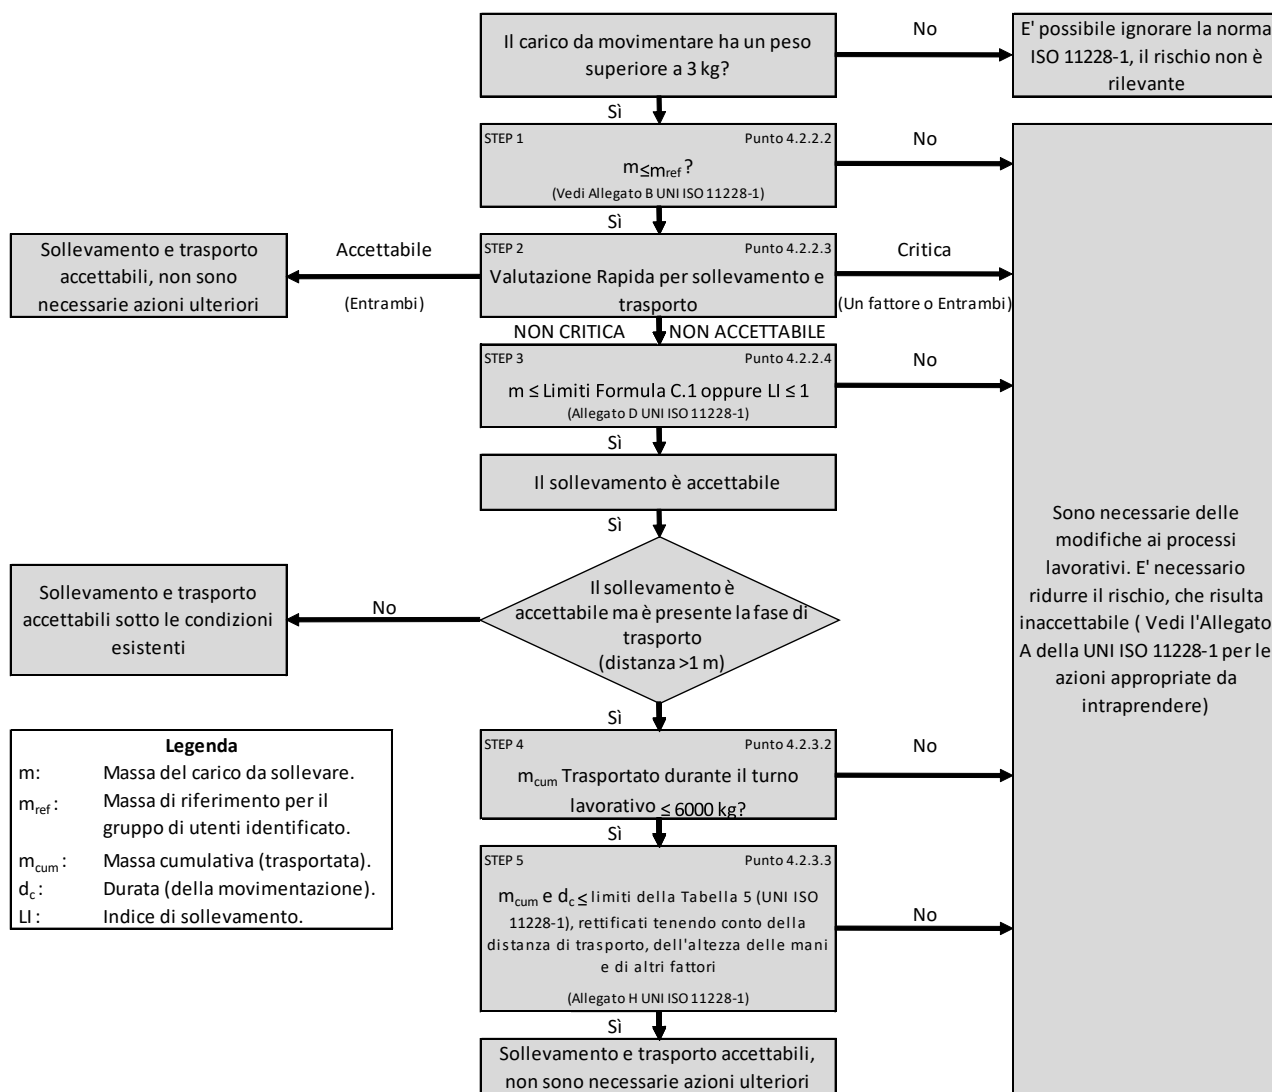 Il carico da movimentare ha un peso
superiore a 3 kg?
No
E' possibile ignorare la norma
ISO 11228-1, il rischio non è
rilevante
Sì
STEP 1
Punto 4.2.2.2
m≤mref ?
(Vedi Allegato B UNI ISO 11228-1)
No
Sì
Sollevamento e trasporto
accettabili, non sono
necessarie azioni ulteriori
Accettabile
(Entrambi)
STEP 2
Punto 4.2.2.3
Valutazione Rapida per sollevamento e
trasporto
Critica
(Un fattore o Entrambi)
NON CRITICA
NON ACCETTABILE
STEP 3
Punto 4.2.2.4
m ≤ Limiti Formula C.1 oppure LI ≤ 1
(Allegato D UNI ISO 11228-1)
No
Sì
Il sollevamento è accettabile
Sì
Il sollevamento è
accettabile ma è presente la fase di
trasporto
(distanza >1 m)
No
Sollevamento e trasporto
accettabili sotto le condizioni
esistenti
Sono necessarie delle
modifiche ai processi
lavorativi. E' necessario
ridurre il rischio, che risulta
inaccettabile ( Vedi l'Allegato
A della UNI ISO 11228-1 per le
azioni appropriate da
intraprendere)
Sì
STEP 4
Punto 4.2.3.2
mcum Trasportato durante il turno
lavorativo ≤ 6000 kg?
No
Sì
STEP 5
Punto 4.2.3.3
mcum e dc ≤ limiti della Tabella 5 (UNI ISO
11228-1), rettificati tenendo conto della
distanza di trasporto, dell'altezza delle mani
e di altri fattori
(Allegato H UNI ISO 11228-1)
No
Sì
Sollevamento e trasporto accettabili,
non sono necessarie azioni ulteriori
Legenda
m: Massa del carico da sollevare.
mref : Massa di riferimento per il
gruppo di utenti identificato.
mcum : Massa cumulativa (trasportata).
dc : Durata (della movimentazione).
LI : Indice di sollevamento.